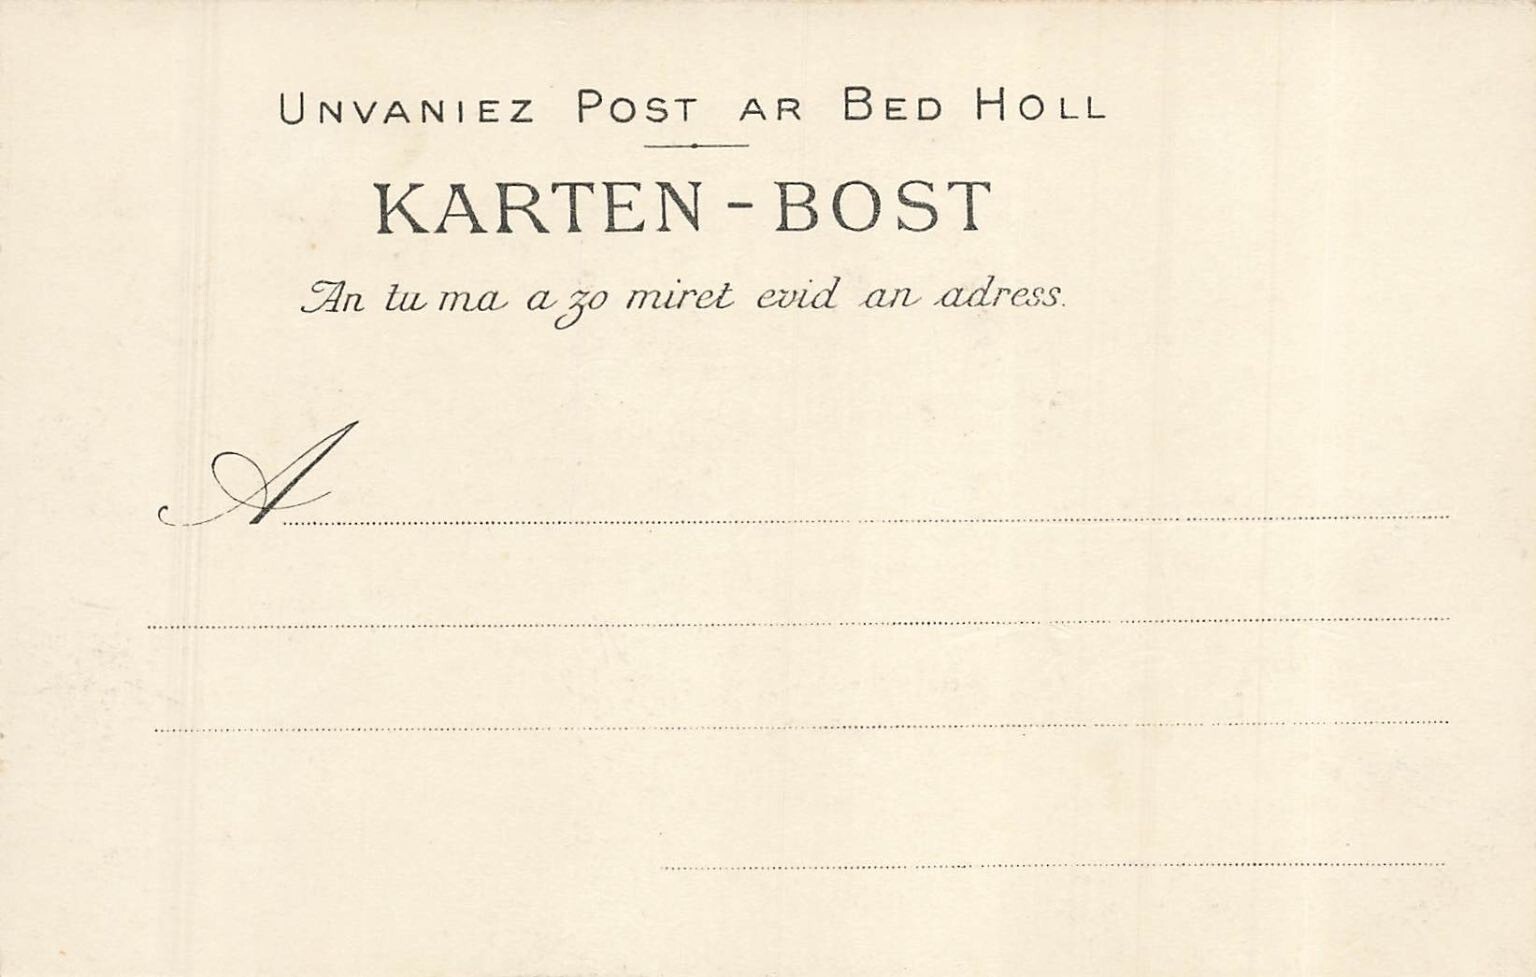 UNVANIEZ POST AR BED HOLL
KARTEN-BOST
An tu ma a zo miret evid an adress.
A